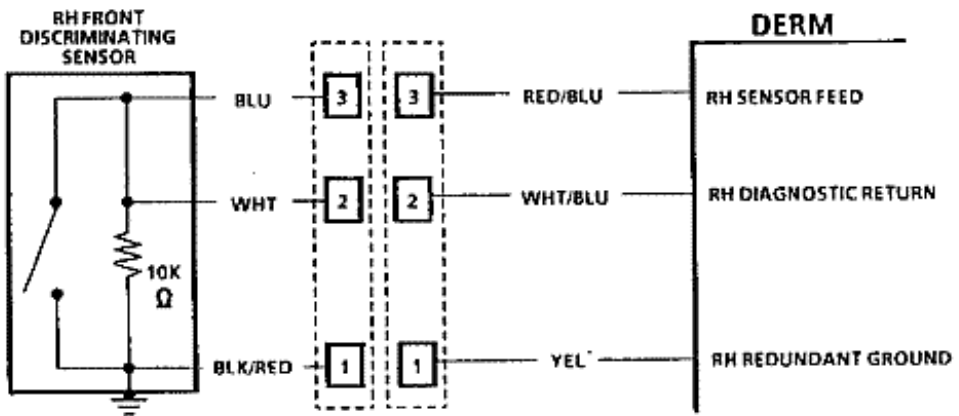 RH FRONT
DISCRIMINATING
SENSOR
DERM
BLU 3 3 RED/BLU RH SENSOR FEED
WHT 2 2 WHT/BLU RH DIAGNOSTIC RETURN
10K
Ω
BLK/RED 1 1 YEL RH REDUNDANT GROUND